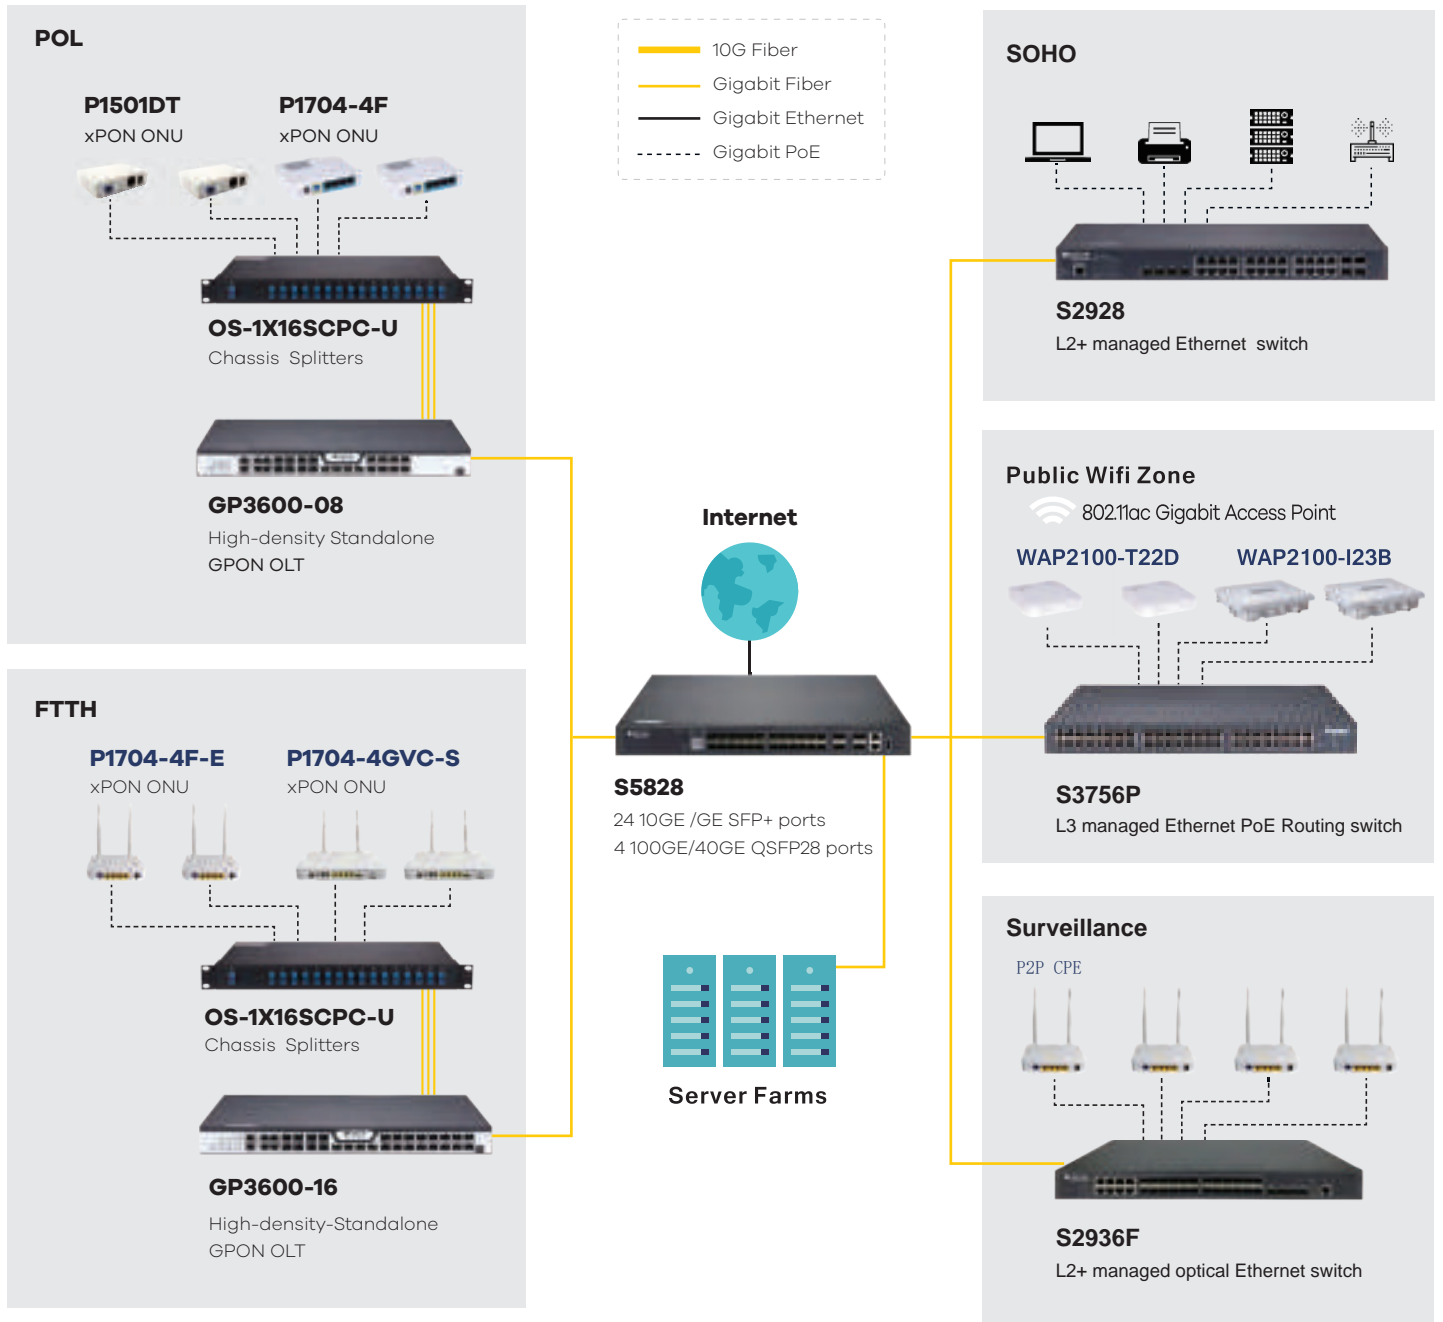 POL
P1501DT
xPON ONU
P1704-4F
xPON ONU
OS-1X16SCPC-U
Chassis Splitters
GP3600-08
High-density Standalone
GPON OLT
FTTH
P1704-4F-E
xPON ONU
P1704-4GVC-S
xPON ONU
OS-1X16SCPC-U
Chassis Splitters
GP3600-16
High-density-Standalone
GPON OLT
10G Fiber
Gigabit Fiber
Gigabit Ethernet
Gigabit PoE
Internet
S5828
24 10GE /GE SFP+ ports
4 100GE/40GE QSFP28 ports
Server Farms
SOHO
S2928
L2+ managed Ethernet switch
Public Wifi Zone
802.11ac Gigabit Access Point
WAP2100-T22D
WAP2100-I23B
S3756P
L3 managed Ethernet PoE Routing switch
Surveillance
P2P CPE
S2936F
L2+ managed optical Ethernet switch